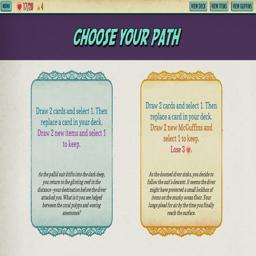 MENU
17/20
4
VIEW DECK
VIEW ITEMS
VIEW MCGUFFINS
CHOOSE YOUR PATH
Draw 2 cards and select 1. Then
replace a card in your deck.
Draw 2 new items and select 1
to keep.
As the pallid suit drifts into the dark deep,
you return to the glinting reef in the
distance-your destination before the diver
attacked you. What is it you are helped
between the coral polyps and waving
anemones?
Draw 2 cards and select 1. Then
replace a card in your deck.
Draw 2 new McGuffins and
select 1 to keep.
Lose 3
As the doomed diver sinks, you decide to
follow the suit's descent. It seems the diver
might have protected a small lockbox of
items on the murky ocean floor. Your
lungs plead for air by the time you finally
reach the surface.